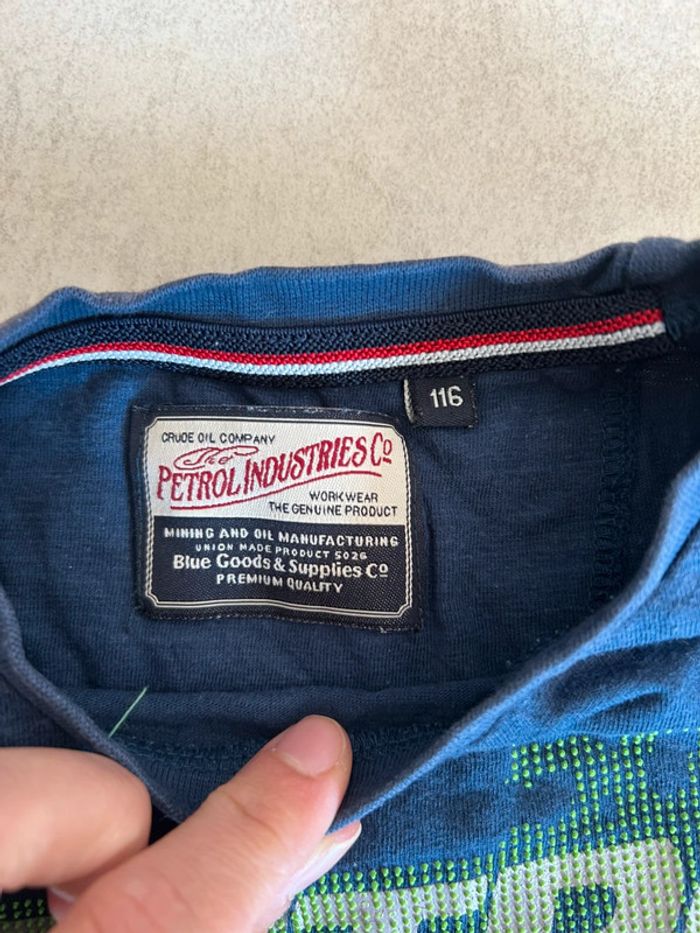 116
CRUDE OIL COMPANY
The
PETROL INDUSTRIES Co
WORKWEAR
THE GENUINE PRODUCT
MINING AND OIL MANUFACTURING
UNION MADE PRODUCT 5026
Blue Goods & Supplies Co
PREMIUM QUALITY